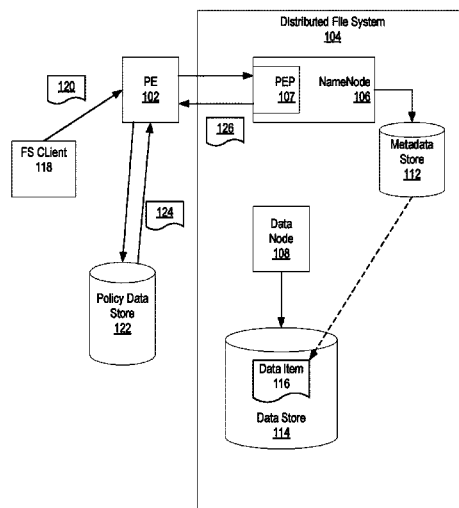 Distributed File System
104
120
PE
102
PEP
107
NameNode
106
126
FS CLient
118
Metadata
Store
112
124
Data
Node
108
Policy Data
Store
122
Data Item
116
Data Store
114